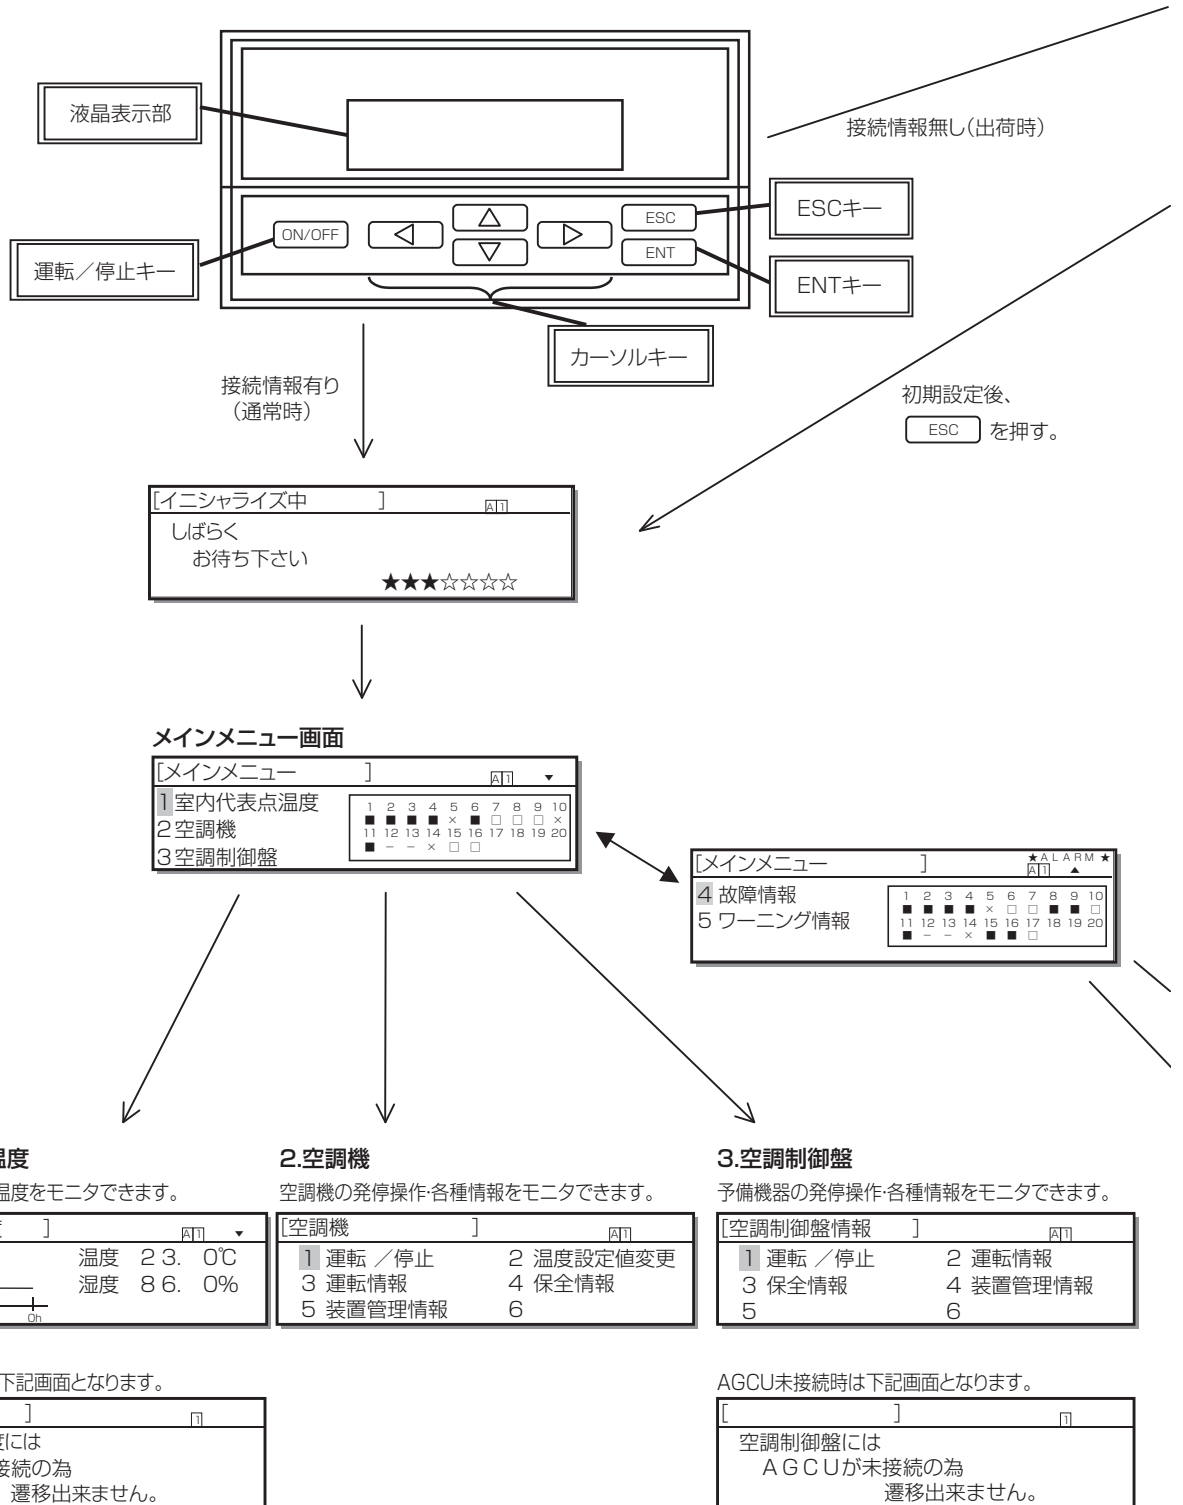 液晶表示部
接続情報無し（出荷時）
ESCキー
ON/OFF
ESC
ENT
運転／停止キー
ENTキー
カーソルキー
接続情報有り
（通常時）
初期設定後、
ESC を押す。
[イニシャライズ中 ] A 1
しばらく
お待ち下さい
★★★☆☆☆☆
メインメニュー画面
[メインメニュー ] A 1 ▼
1 室内代表点温度
2 空調機
3 空調制御盤
1 2 3 4 5 6 7 8 9 10
■ ■ ■ ■ × ■ □ □ □ ×
11 12 13 14 15 16 17 18 19 20
■ － － × □ □
[メインメニュー ] ★ALARM★
A 1 ▲
4 故障情報
5 ワーニング情報
1 2 3 4 5 6 7 8 9 10
■ ■ ■ ■ × □ □ ■ ■ □
11 12 13 14 15 16 17 18 19 20
■ － － × ■ ■ □
温度
温度をモニタできます。
] A 1 ▼
温度 23. 0℃
湿度 86. 0%
0h
下記画面となります。
] 1
には
接続の為
遷移出来ません。
2.空調機
空調機の発停操作・各種情報をモニタできます。
[空調機 ] A 1
1 運転 ／停止 2 温度設定値変更
3 運転情報 4 保全情報
5 装置管理情報 6
3.空調制御盤
予備機器の発停操作・各種情報をモニタできます。
[空調制御盤情報 ] A 1
1 運転 ／停止 2 運転情報
3 保全情報 4 装置管理情報
5 6
AGCU未接続時は下記画面となります。
[ ] 1
空調制御盤には
ＡＧＣＵが未接続の為
遷移出来ません。